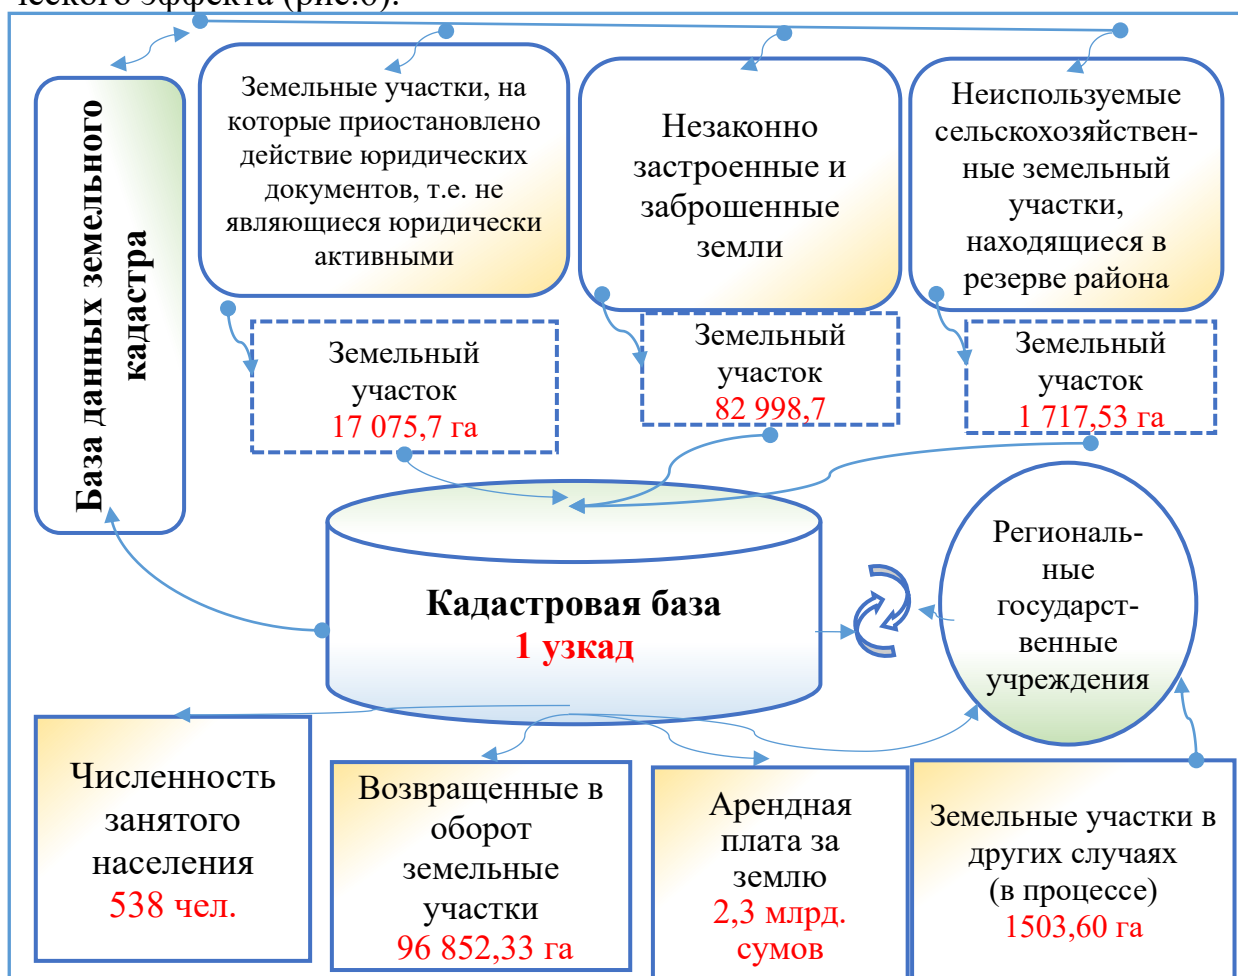 ческого эффекта (рис.6).
База данных земельного
кадастра
Земельные участки, на
которые приостановлено
действие юридических
документов, т.е. не
являющиеся юридически
активными
Незаконно
застроенные и
заброшенные
земли
Неиспользуемые
сельскохозяйствен-
ные земельный
участки,
находящиеся в
резерве района
Земельный
участок
17 075,7 га
Земельный
участок
82 998,7
Земельный
участок
1 717,53 га
Кадастровая база
1 узкад
Региональ-
ные
государст-
венные
учреждения
Численность
занятого
населения
538 чел.
Возвращенные в
оборот
земельные
участки
96 852,33 га
Арендная
плата за
землю
2,3 млрд.
сумов
Земельные участки в
других случаях
(в процессе)
1503,60 га